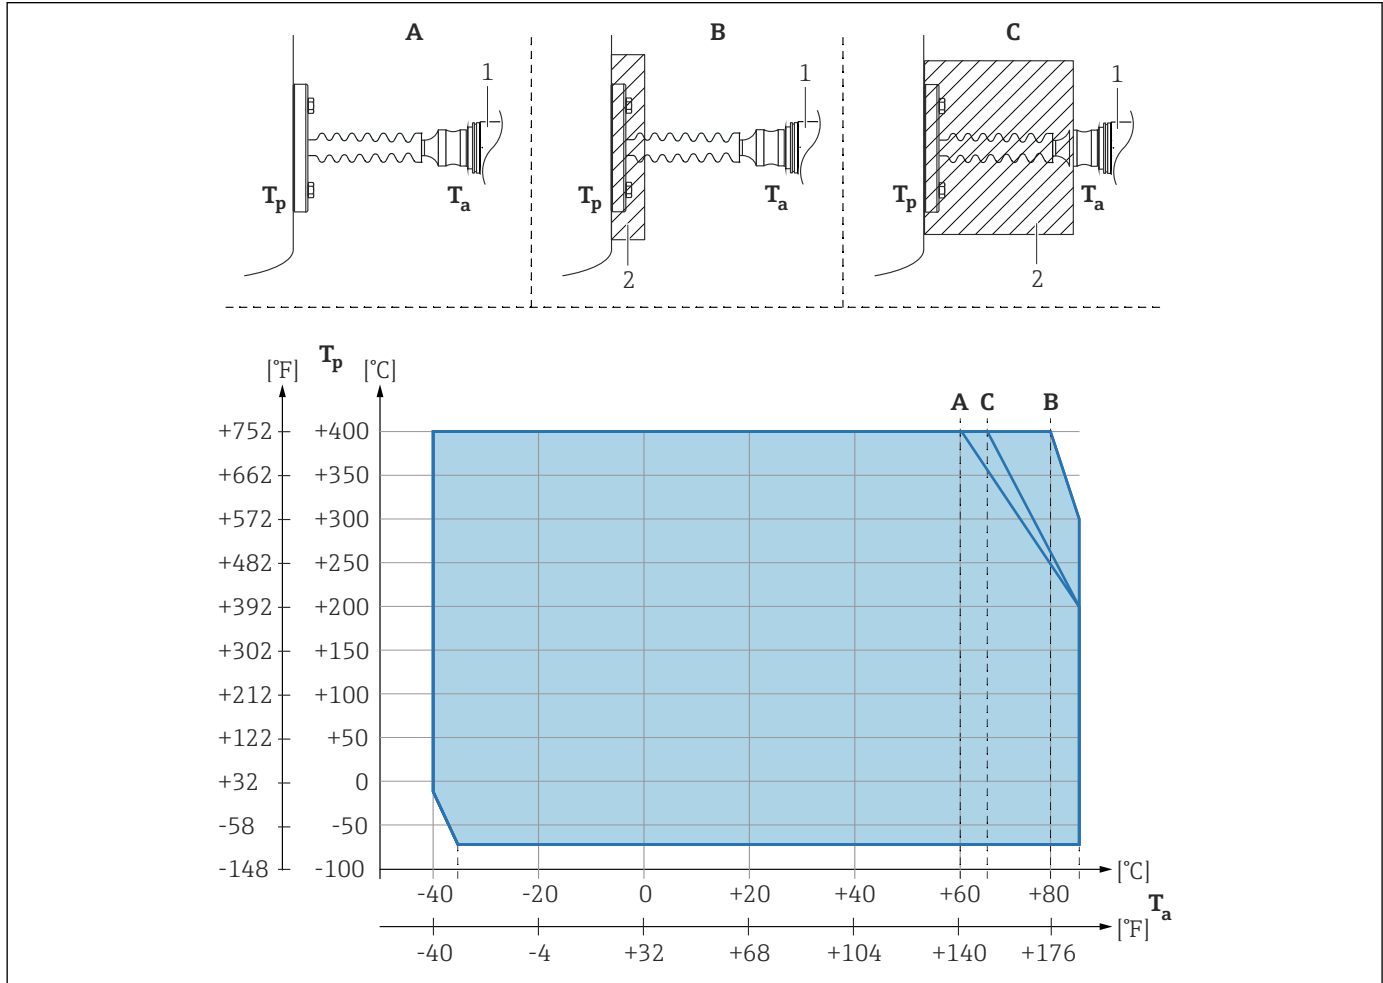 A B C
1 1 1
Tp Ta Tp Ta Tp Ta
2 2
Tp
[°F] [°C]
A C B
+752 +400
+662 +350
+572 +300
+482 +250
+392 +200
+302 +150
+212 +100
+122 +50
+32 0
-58 -50
-148 -100
[°C]
-40 -20 0 +20 +40 +60 +80
Ta
[°F]
-40 -4 +32 +68 +104 +140 +176